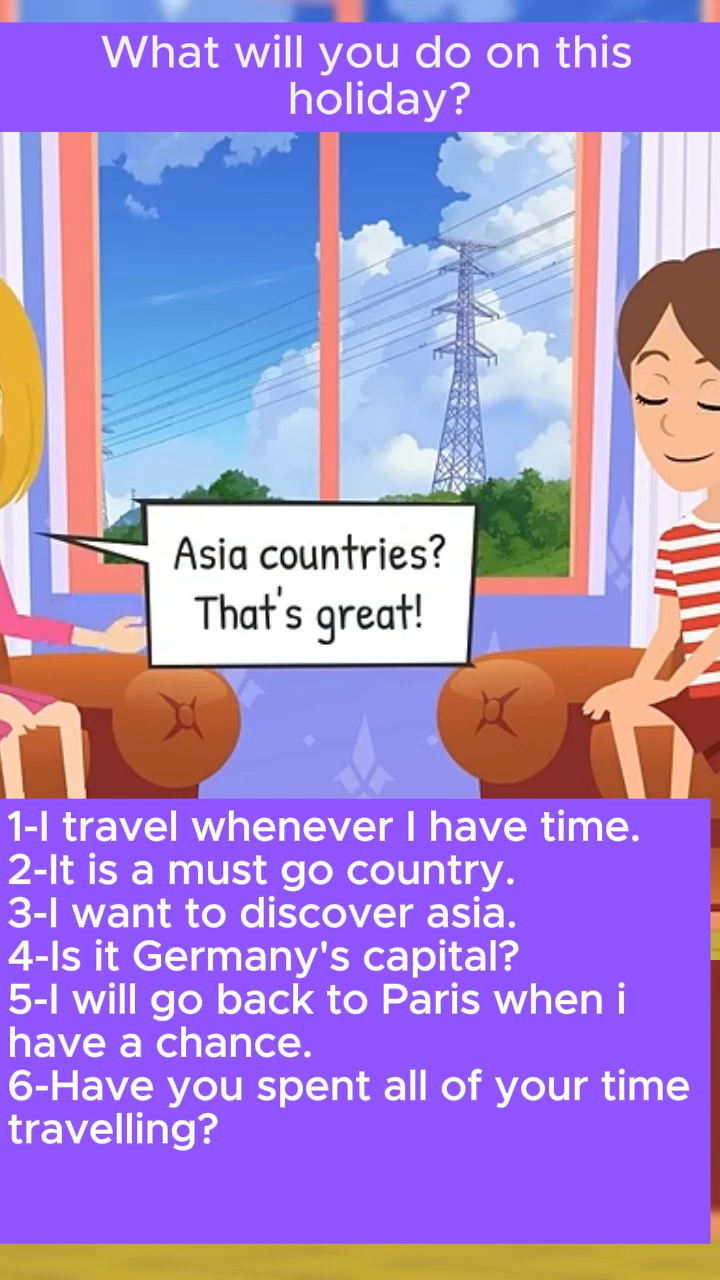 What will you do on this
holiday?
Asia countries?
That's great!
1-I travel whenever I have time.
2-It is a must go country.
3-I want to discover asia.
4-Is it Germany's capital?
5-I will go back to Paris when i
have a chance.
6-Have you spent all of your time
travelling?